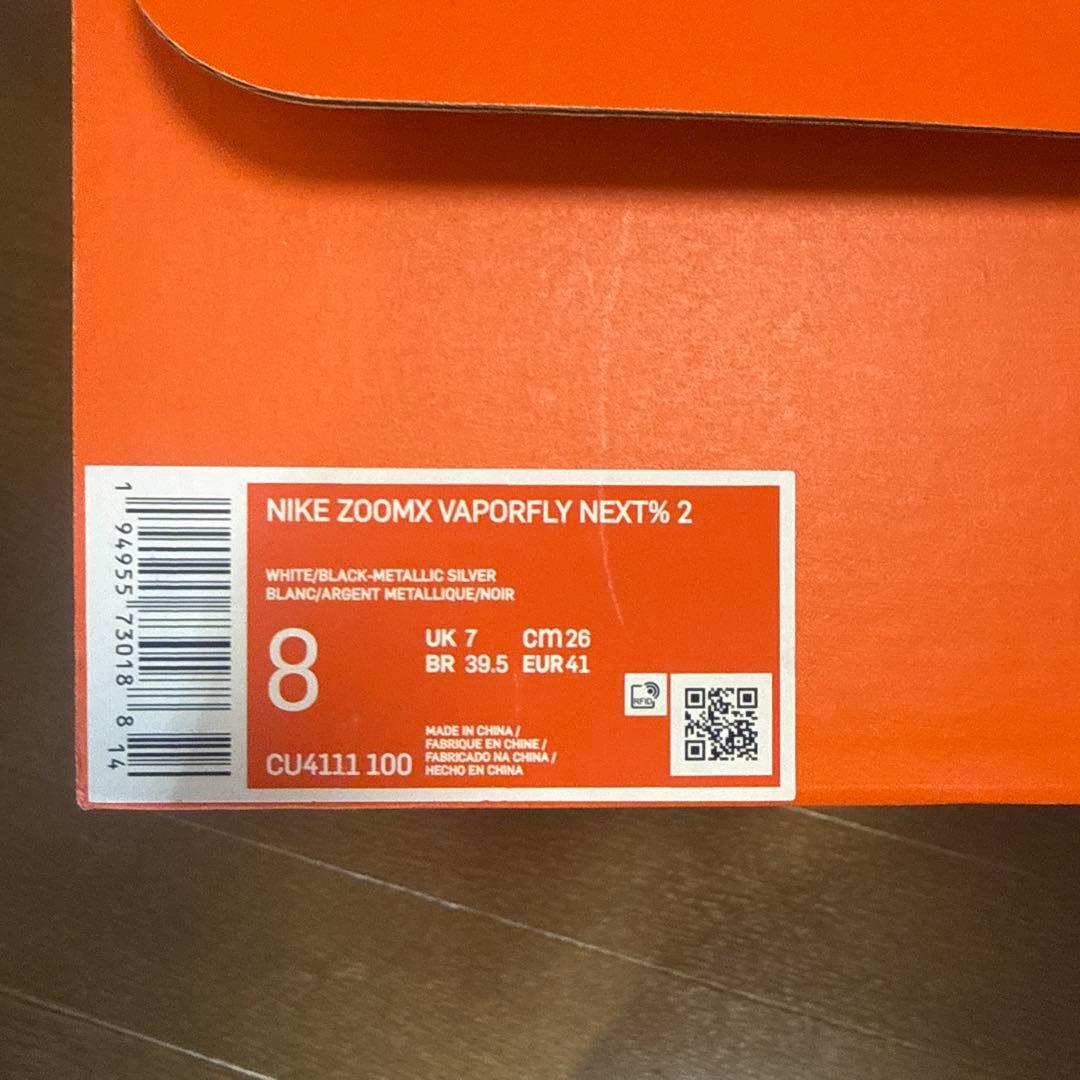 NIKE ZOOMX VAPORFLY NEXT% 2
WHITE/BLACK-METALLIC SILVER
BLANC/ARGENT METALLIQUE/NOIR
8
UK 7 cm 26
BR 39.5 EUR 41
RFID
CU4111 100
MADE IN CHINA /
FABRIQUE EN CHINE /
FABRICADO NA CHINA /
HECHO EN CHINA
1 94955 73018 8 14